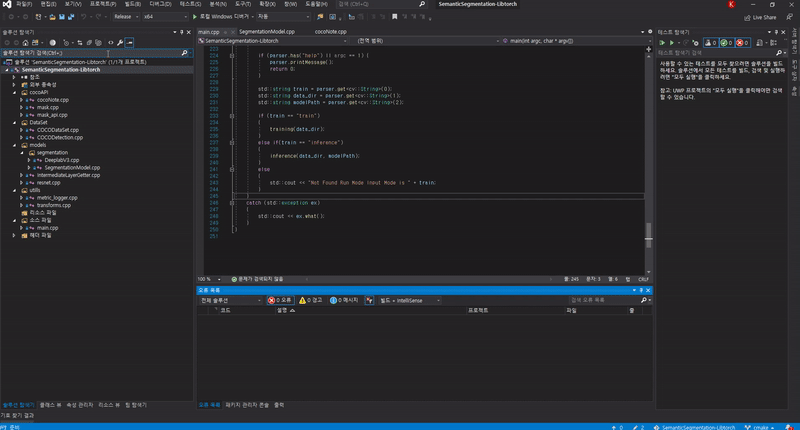 파일(F) 편집(E) 보기(V) 프로젝트(P) 빌드(B) 디버그(D) 테스트(S) 분석(N) 도구(T) 확장(X) 창(W) 도움말(H) 검색 (Ctrl+Q) SemanticSegmentation-Libtorch K
Release x64 로컬 Windows 디버거 자동 Live Share
솔루션 탐색기
솔루션 탐색기 검색(Ctrl+;)
솔루션 'SemanticSegmentation-Libtorch' (1/1개 프로젝트)
SemanticSegmentation-Libtorch
참조
외부 종속성
cocoAPI
cocoNote.cpp
mask.cpp
mask_api.cpp
DataSet
COCODataSet.cpp
COCODetection.cpp
models
segmentation
DeeplabV3.cpp
SegmentationModel.cpp
IntermediateLayerGetter.cpp
resnet.cpp
utills
metric_logger.cpp
transforms.cpp
리소스 파일
소스 파일
main.cpp
헤더 파일
솔루션 탐색기 클래스 뷰 속성 관리자 리소스 뷰 팀 탐색기
기호 찾기 결과
main.cpp SegmentationModel.cpp cocoNote.cpp
SemanticSegmentation-Libtorch (전역 범위) main(int argc, char * argv[])
224 if (parser.has("help") || argc == 1) {
225 parser.printMessage();
226 return 0;
227 }
228
229 std::string train = parser.get<cv::String>(0);
230 std::string data_dir = parser.get<cv::String>(1);
231 std::string modelPath = parser.get<cv::String>(2);
232
233 if (train == "train")
234 {
235 training(data_dir);
236 }
237 else if(train == "inference")
238 {
239 inference(data_dir, modelPath);
240 }
241 else
242 {
243 std::cout << "Not Found Run Mode Input Mode is " + train;
244 }
245 }
246 catch (std::exception ex)
247 {
248 std::cout << ex.what();
249 }
250 }
251
100 % 문제가 검색되지 않음 줄: 245 문자: 3 열: 6 탭 CRLF
오류 목록
전체 솔루션 0 오류 0 경고 0 메시지 빌드 + IntelliSense 검색 오류 목록
코드 설명 프로젝트 파일 줄
오류 목록 패키지 관리자 콘솔 출력
테스트 탐색기
0 0 0
테스트 탐색기 검색
사용할 수 있는 테스트를 모두 찾으려면 솔루션을 빌드
하세요. 솔루션에서 모든 테스트를 빌드, 검색 및 실행하
려면 "모두 실행"을 클릭하세요.
참고: UWP 프로젝트의 "모두 실행"을 클릭해야만 검색
할 수 있습니다.
준비 0 2 SemanticSegmentation-Libtorch cmake